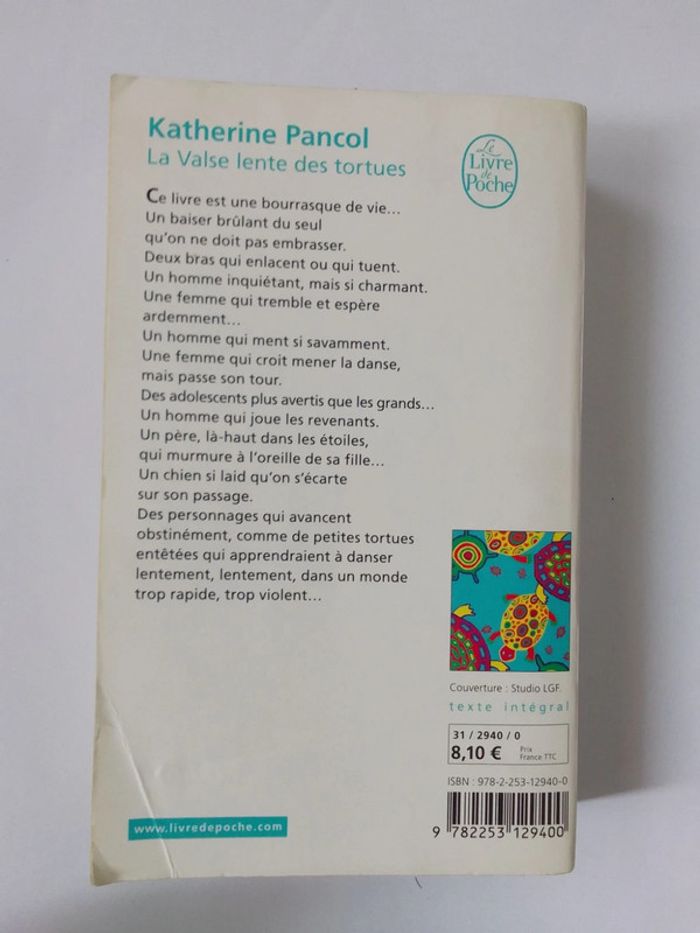 Katherine Pancol
La Valse lente des tortues
Le
Livre
de
Poche
Ce livre est une bourrasque de vie...
Un baiser brûlant du seul
qu'on ne doit pas embrasser.
Deux bras qui enlacent ou qui tuent.
Un homme inquiétant, mais si charmant.
Une femme qui tremble et espère
ardemment...
Un homme qui ment si savamment.
Une femme qui croit mener la danse,
mais passe son tour.
Des adolescents plus avertis que les grands...
Un homme qui joue les revenants.
Un père, là-haut dans les étoiles,
qui murmure à l'oreille de sa fille...
Un chien si laid qu'on s'écarte
sur son passage.
Des personnages qui avancent
obstinément, comme de petites tortues
entêtées qui apprendraient à danser
lentement, lentement, dans un monde
trop rapide, trop violent...
Couverture : Studio LGF.
texte intégral
31 / 2940 / 0
8,10 € Prix
France TTC
ISBN : 978-2-253-12940-0
9 782253 129400
www.livredepoche.com